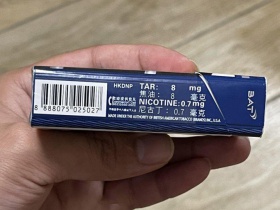 HKDNP
TAR: 8 mg
焦油: 8 毫克
NICOTINE: 0.7 mg
尼古丁: 0.7 毫克
MADE UNDER THE AUTHORITY OF BRITISH AMERICAN TOBACCO BRANDS INC., U.S.A
8 888075 025027
BAT